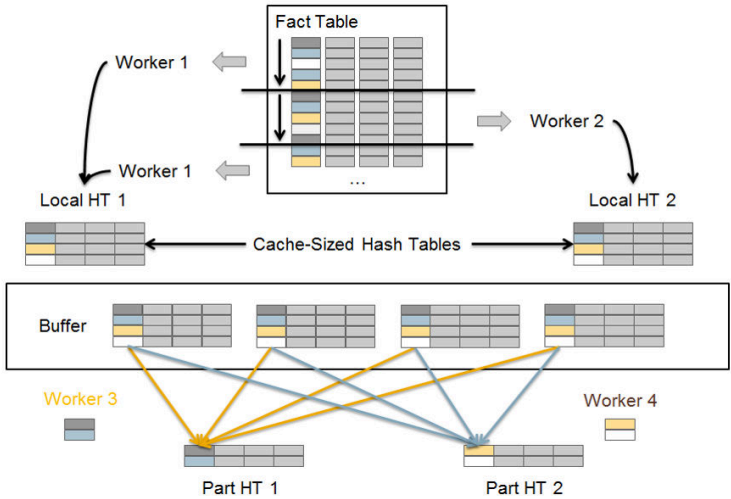 Fact Table
Worker 1
Worker 2
Worker 1
...
Local HT 1
Local HT 2
Cache-Sized Hash Tables
Buffer
Worker 3
Worker 4
Part HT 1
Part HT 2